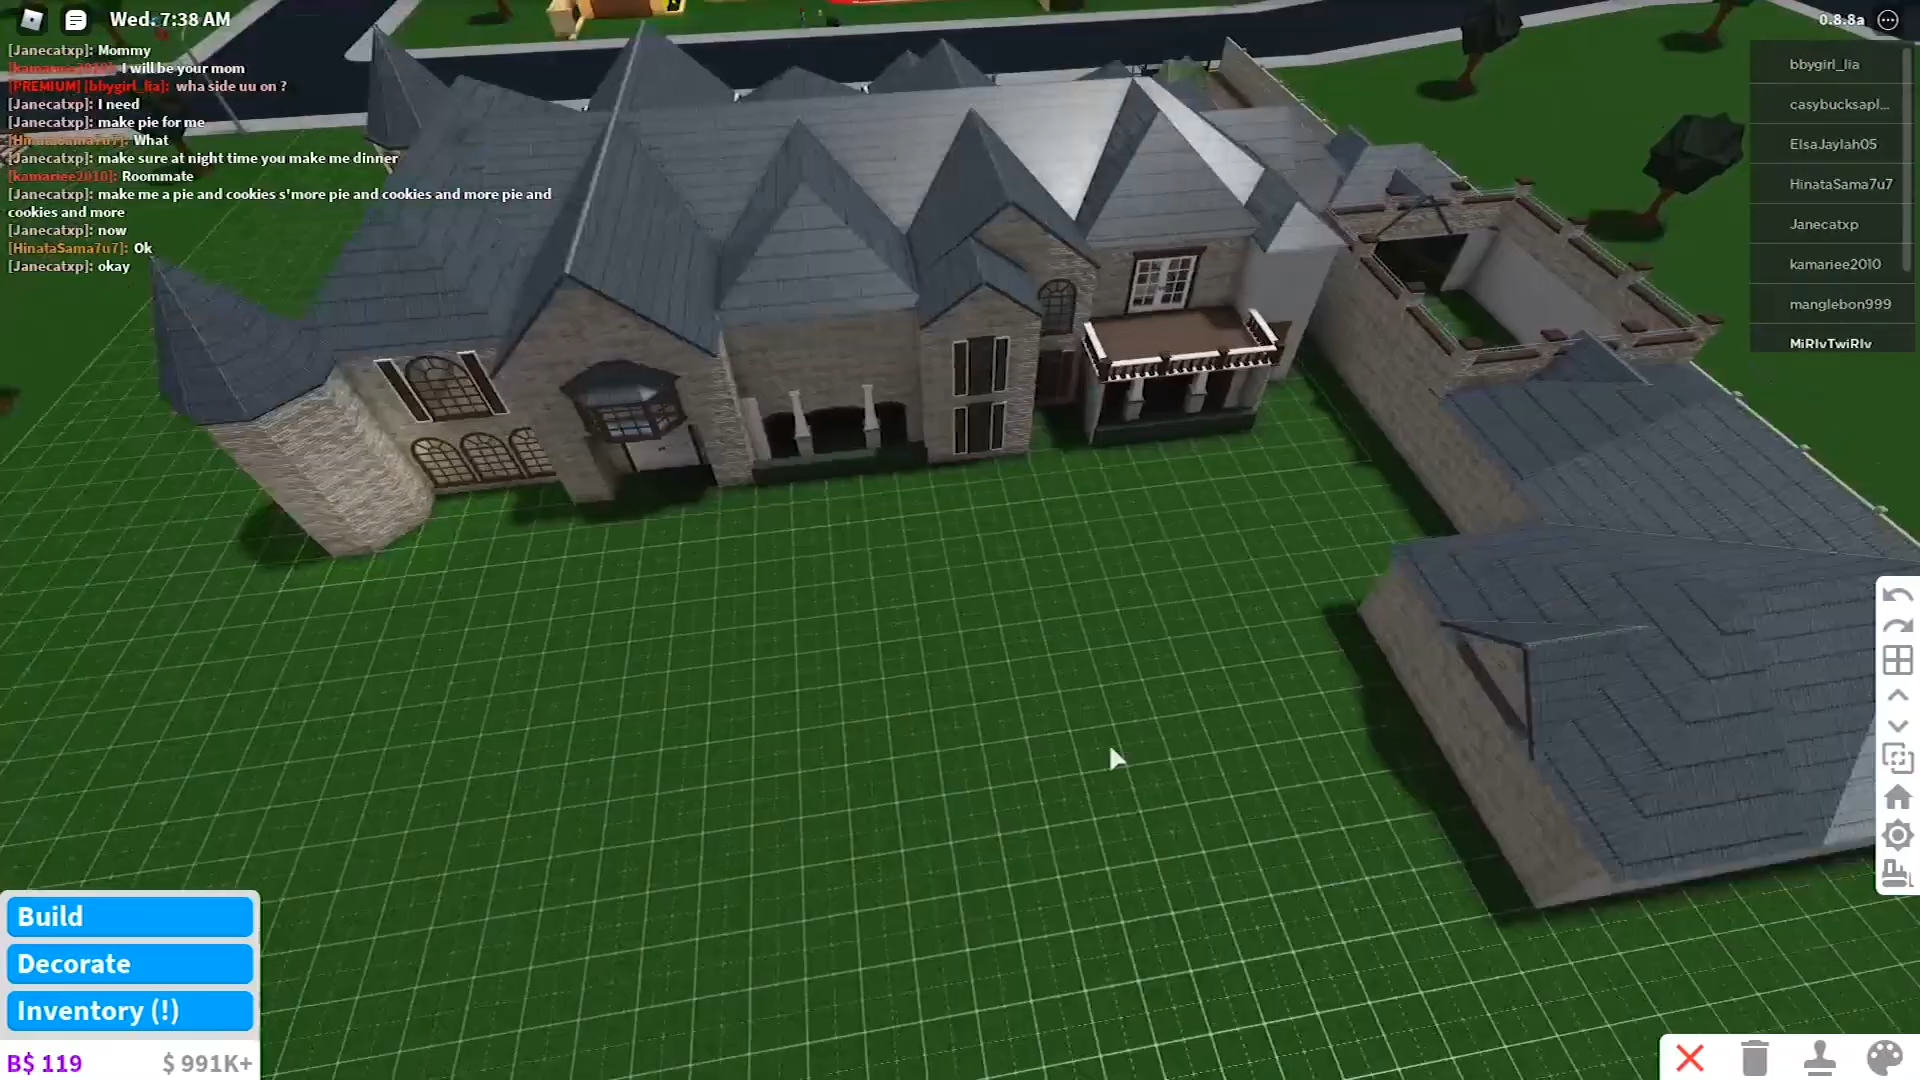 Wed. 7:38 AM
0.8.8a
[Janecatxp]: Mommy
[kamariee2010]: I will be your mom
[PREMIUM] [bbygirl_lia]: wha side uu on ?
[Janecatxp]: I need
[Janecatxp]: make pie for me
[HinataSama7u7]: What
[Janecatxp]: make sure at night time you make me dinner
[kamariee2010]: Roommate
[Janecatxp]: make me a pie and cookies s'more pie and cookies and more pie and
cookies and more
[Janecatxp]: now
[HinataSama7u7]: Ok
[Janecatxp]: okay
bbygirl_lia
casybucksapl...
ElsaJaylah05
HinataSama7u7
Janecatxp
kamariee2010
manglebon999
MiRlyTwiRly
Build
Decorate
Inventory (!)
B$ 119
$ 991K+